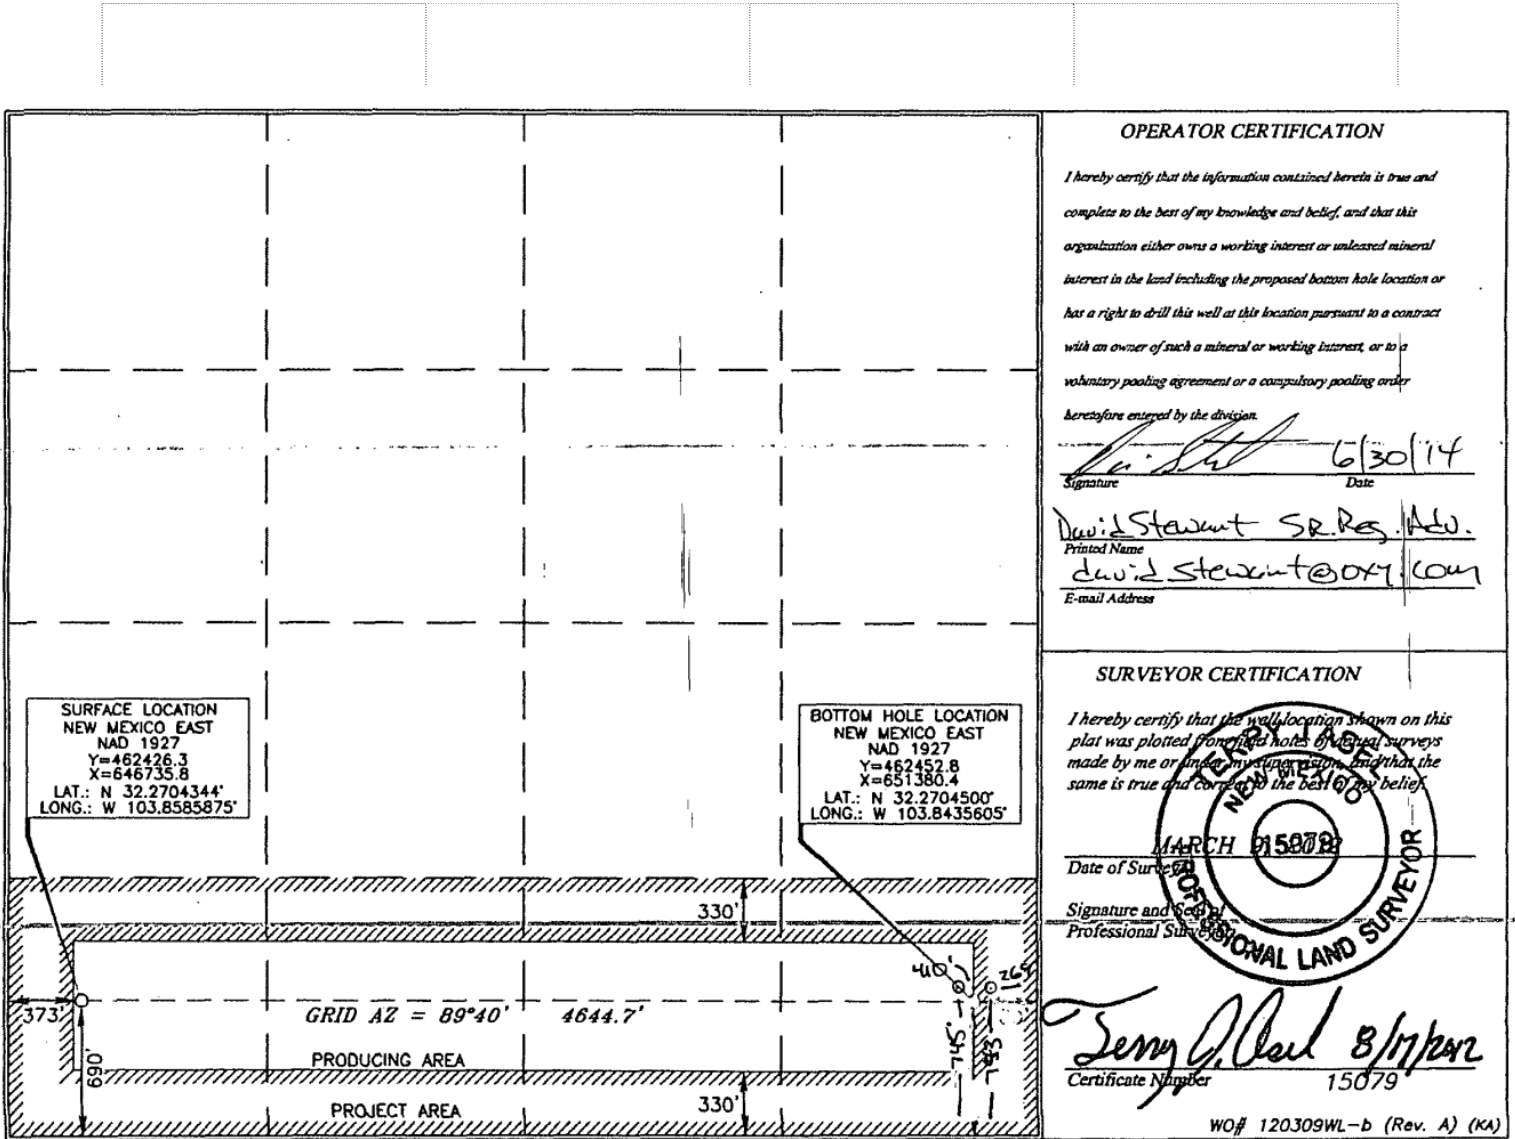 OPERATOR CERTIFICATION
I hereby certify that the information contained herein is true and
complete to the best of my knowledge and belief, and that this
organization either owns a working interest or unleased mineral
interest in the land including the proposed bottom hole location or
has a right to drill this well at this location pursuant to a contract
with an owner of such a mineral or working interest, or to a
voluntary pooling agreement or a compulsory pooling order
heretofore entered by the division.
6/30/14
Signature
Date
David Stewart SR. Reg. Adv.
Printed Name
david_stewart@oxy.com
E-mail Address
SURVEYOR CERTIFICATION
I hereby certify that the well location shown on this
plat was plotted from field notes of actual surveys
made by me or under my supervision, and that the
same is true and correct to the best of my belief.
TERRY J. ASEL
NEW MEXICO
15079
PROFESSIONAL LAND SURVEYOR
MARCH
Date of Survey
Signature and Seal of
Professional Surveyor
Terry J. Asel 8/17/2012
Certificate Number
15079
WO# 120309WL-b (Rev. A) (KA)
SURFACE LOCATION
NEW MEXICO EAST
NAD 1927
Y=462426.3
X=646735.8
LAT.: N 32.2704344°
LONG.: W 103.8585875°
BOTTOM HOLE LOCATION
NEW MEXICO EAST
NAD 1927
Y=462452.8
X=651380.4
LAT.: N 32.2704500°
LONG.: W 103.8435605°
330'
410'
373'
GRID AZ = 89°40' 4644.7'
690'
745'
743
PRODUCING AREA
330'
PROJECT AREA